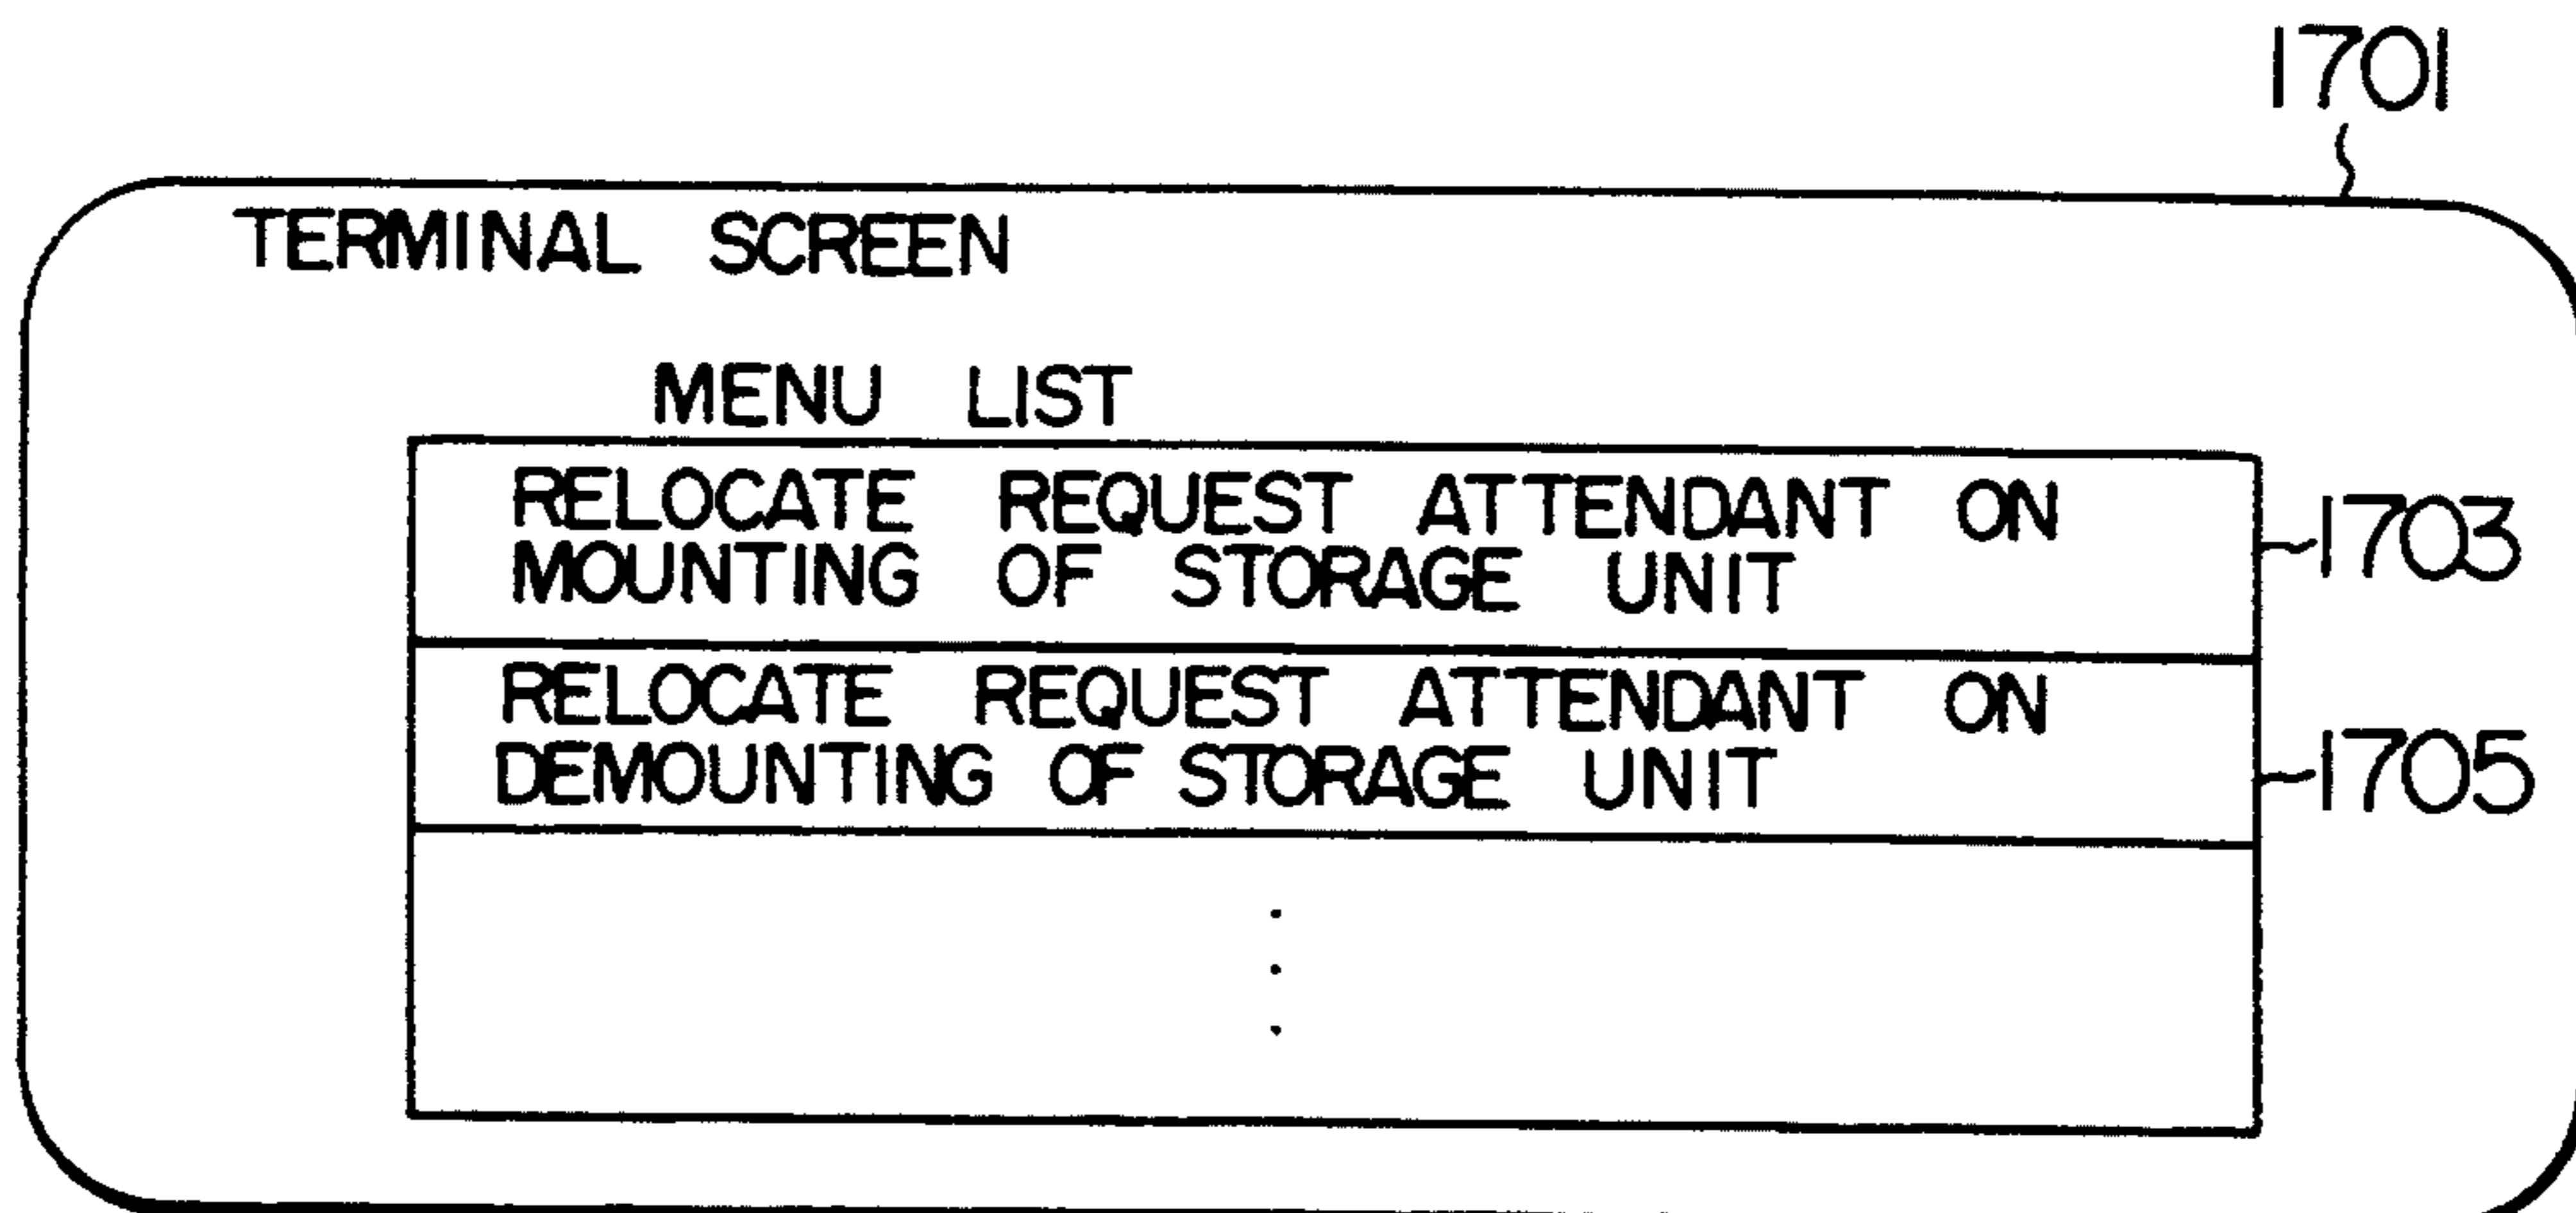 1701
TERMINAL SCREEN
MENU LIST
RELOCATE REQUEST ATTENDANT ON
MOUNTING OF STORAGE UNIT
1703
RELOCATE REQUEST ATTENDANT ON
DEMOUNTING OF STORAGE UNIT
1705